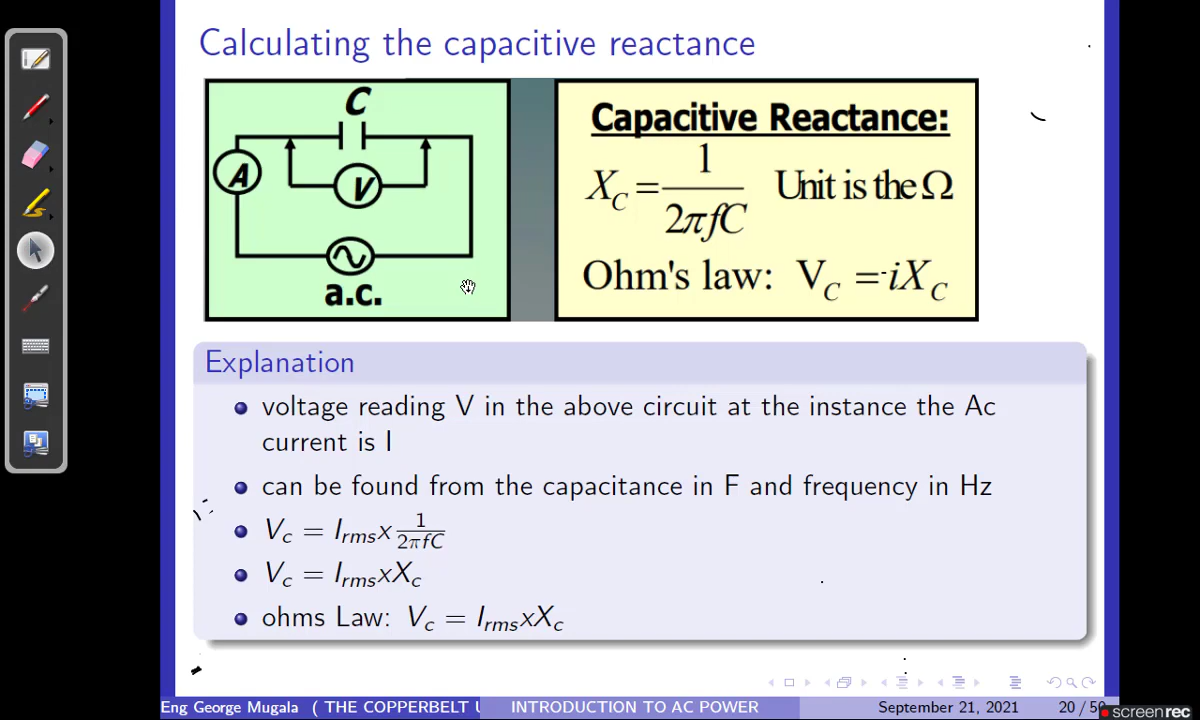 Calculating the capacitive reactance
C
A
V
a.c.
Capacitive Reactance:
X_C = 1/2πfC Unit is the Ω
Ohm's law: V_C = iX_C
Explanation
voltage reading V in the above circuit at the instance the Ac
current is I
can be found from the capacitance in F and frequency in Hz
V_c = I_rms x 1/2πfC
V_c = I_rms x X_c
ohms Law: V_c = I_rms x X_c
Eng George Mugala ( THE COPPERBELT U
INTRODUCTION TO AC POWER
September 21, 2021
20 / 50
screenrec